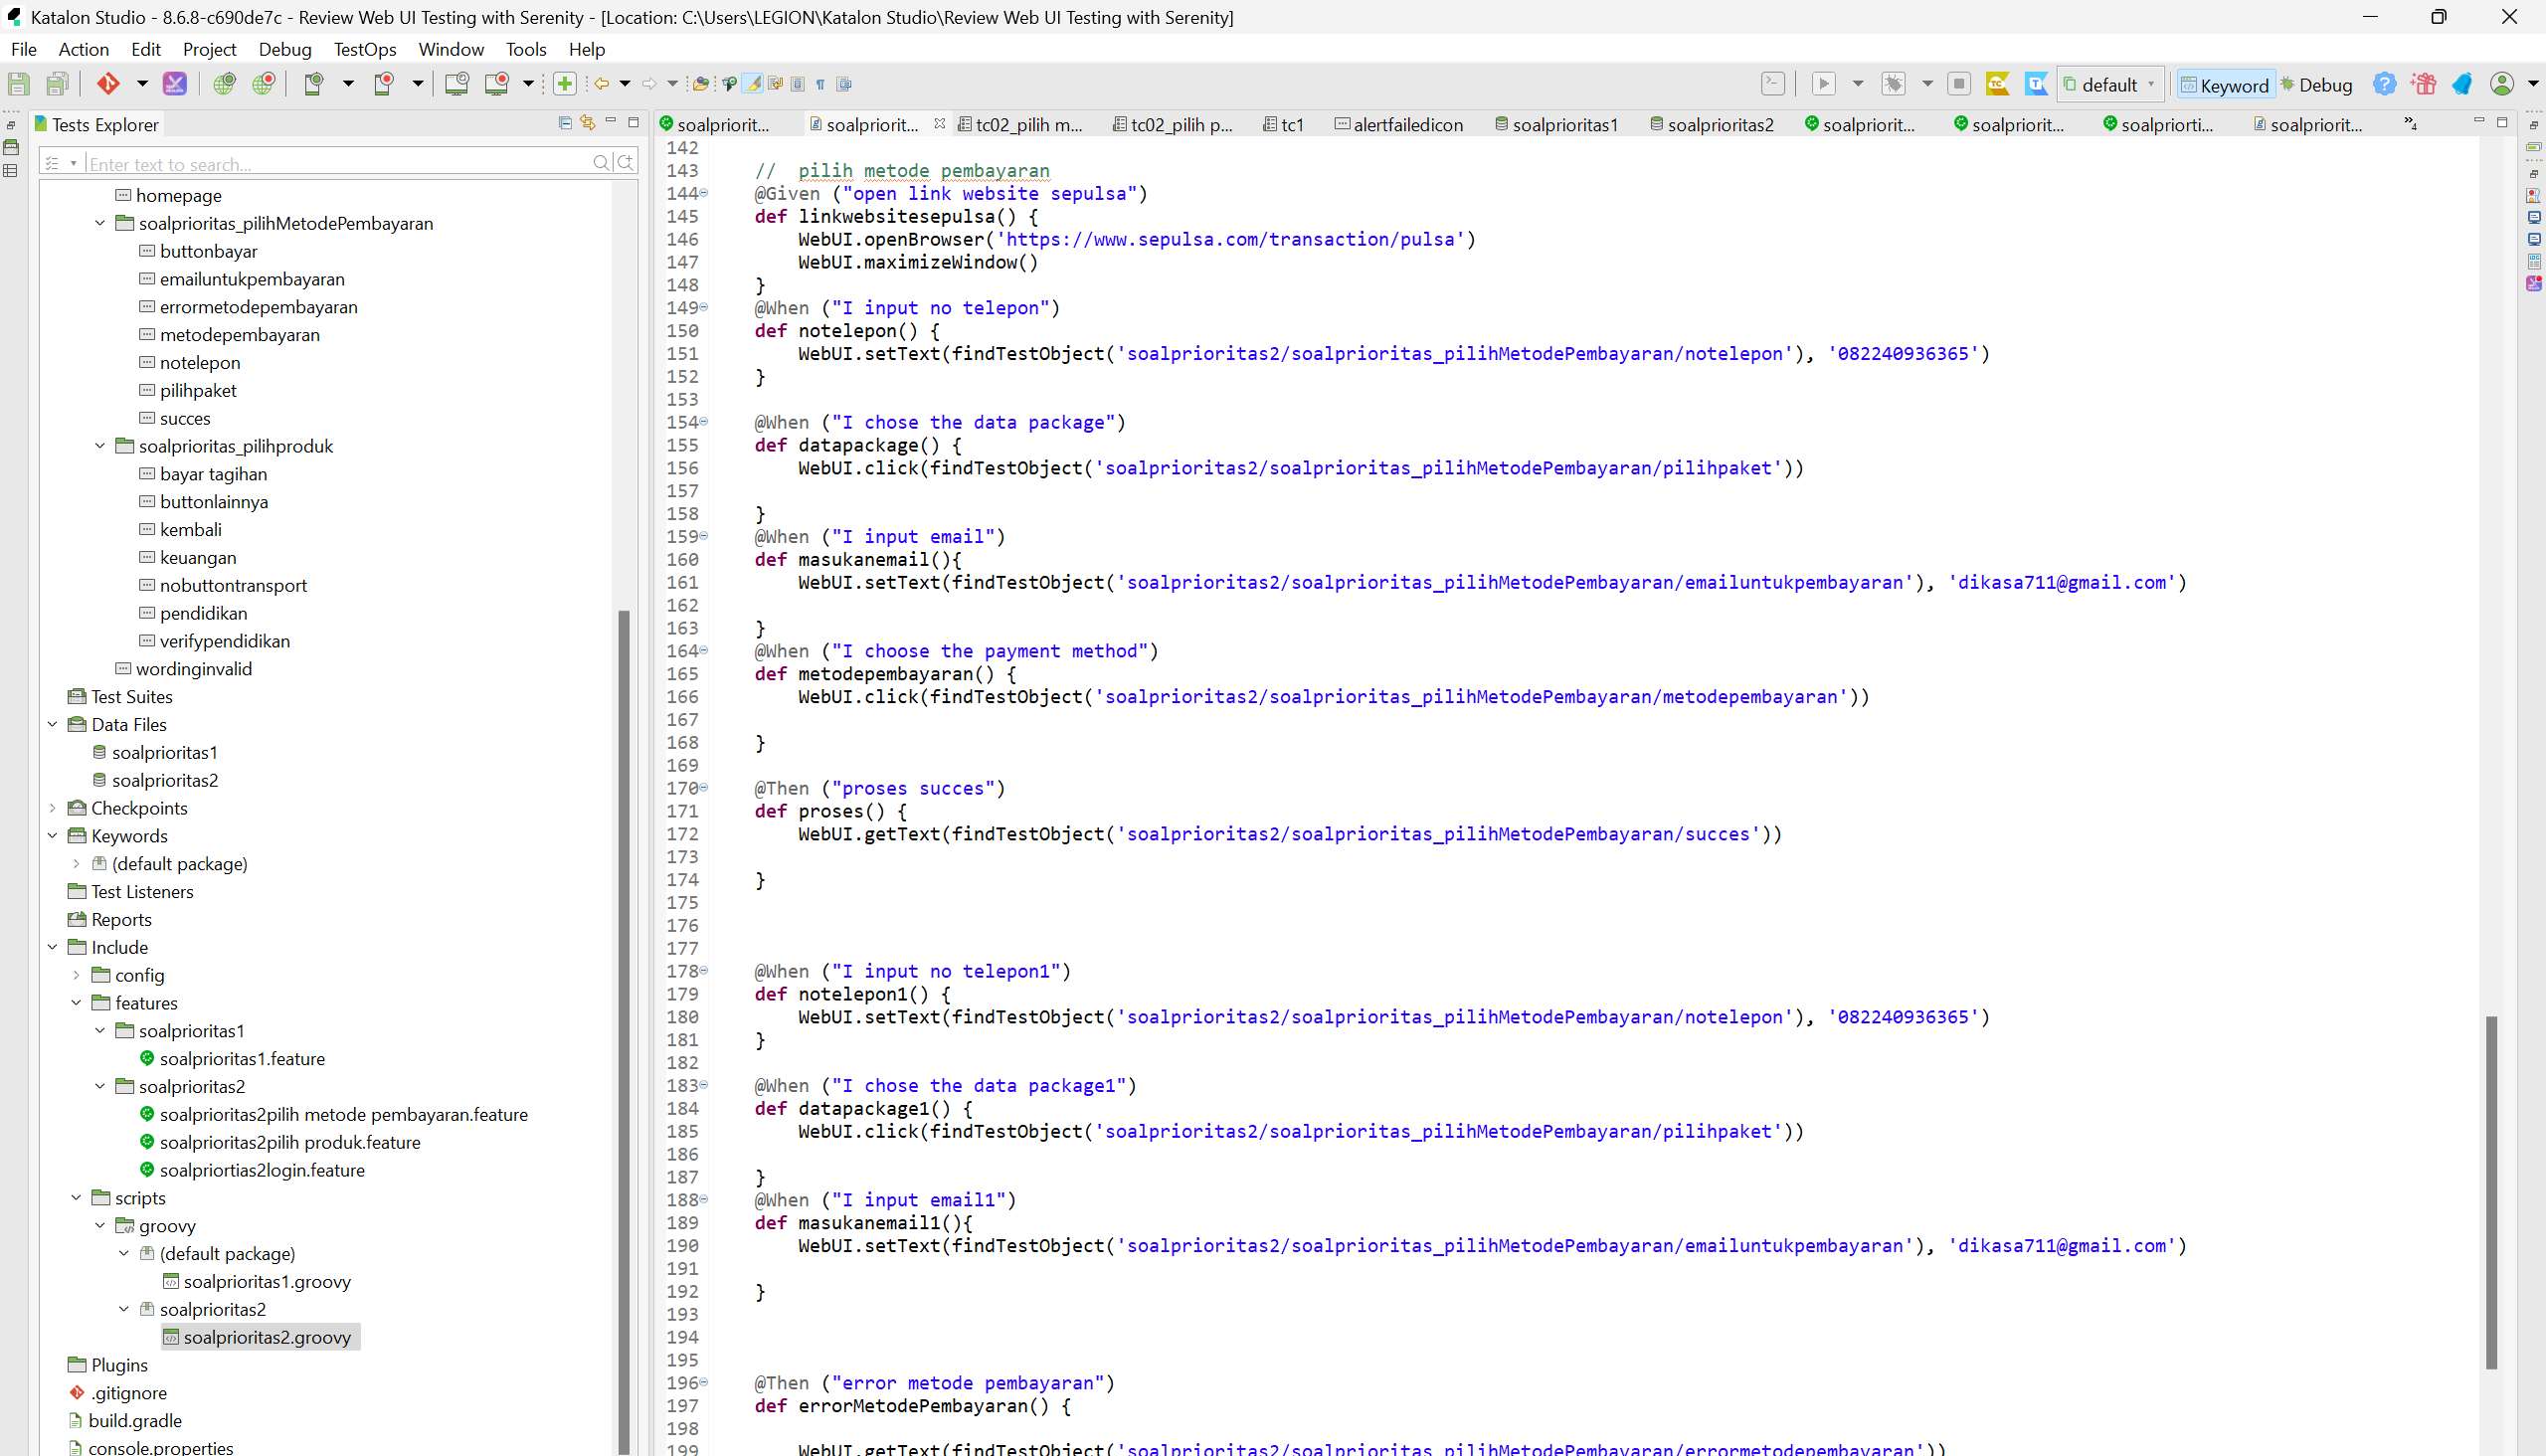 Katalon Studio - 8.6.8-c690de7c - Review Web UI Testing with Serenity - [Location: C:\Users\LEGION\Katalon Studio\Review Web UI Testing with Serenity]
File Action Edit Project Debug TestOps Window Tools Help
default Keyword Debug
Tests Explorer
Enter text to search...
homepage
soalprioritas_pilihMetodePembayaran
buttonbayar
emailuntukpembayaran
errormetodepembayaran
metodepembayaran
notelepon
pilihpaket
succes
soalprioritas_pilihproduk
bayar tagihan
buttonlainnya
kembali
keuangan
nobuttontransport
pendidikan
verifypendidikan
wordinginvalid
Test Suites
Data Files
soalprioritas1
soalprioritas2
Checkpoints
Keywords
(default package)
Test Listeners
Reports
Include
config
features
soalprioritas1
soalprioritas1.feature
soalprioritas2
soalprioritas2pilih metode pembayaran.feature
soalprioritas2pilih produk.feature
soalpriortias2login.feature
scripts
groovy
(default package)
soalprioritas1.groovy
soalprioritas2
soalprioritas2.groovy
Plugins
.gitignore
build.gradle
console.properties
soalpriorit... soalpriorit... tc02_pilih m... tc02_pilih p... tc1 alertfailedicon soalprioritas1 soalprioritas2 soalpriorit... soalpriorit... soalpriorti... soalpriorit... »4
142
143 // pilih metode pembayaran
144 @Given ("open link website sepulsa")
145 def linkwebsitesepulsa() {
146 WebUI.openBrowser('https://www.sepulsa.com/transaction/pulsa')
147 WebUI.maximizeWindow()
148 }
149 @When ("I input no telepon")
150 def notelepon() {
151 WebUI.setText(findTestObject('soalprioritas2/soalprioritas_pilihMetodePembayaran/notelepon'), '082240936365')
152 }
153
154 @When ("I chose the data package")
155 def datapackage() {
156 WebUI.click(findTestObject('soalprioritas2/soalprioritas_pilihMetodePembayaran/pilihpaket'))
157
158 }
159 @When ("I input email")
160 def masukanemail(){
161 WebUI.setText(findTestObject('soalprioritas2/soalprioritas_pilihMetodePembayaran/emailuntukpembayaran'), 'dikasa711@gmail.com')
162
163 }
164 @When ("I choose the payment method")
165 def metodepembayaran() {
166 WebUI.click(findTestObject('soalprioritas2/soalprioritas_pilihMetodePembayaran/metodepembayaran'))
167
168 }
169
170 @Then ("proses succes")
171 def proses() {
172 WebUI.getText(findTestObject('soalprioritas2/soalprioritas_pilihMetodePembayaran/succes'))
173
174 }
175
176
177
178 @When ("I input no telepon1")
179 def notelepon1() {
180 WebUI.setText(findTestObject('soalprioritas2/soalprioritas_pilihMetodePembayaran/notelepon'), '082240936365')
181 }
182
183 @When ("I chose the data package1")
184 def datapackage1() {
185 WebUI.click(findTestObject('soalprioritas2/soalprioritas_pilihMetodePembayaran/pilihpaket'))
186
187 }
188 @When ("I input email1")
189 def masukanemail1(){
190 WebUI.setText(findTestObject('soalprioritas2/soalprioritas_pilihMetodePembayaran/emailuntukpembayaran'), 'dikasa711@gmail.com')
191
192 }
193
194
195
196 @Then ("error metode pembayaran")
197 def errorMetodePembayaran() {
198
199 WebUI.getText(findTestObject('soalprioritas2/soalprioritas_pilihMetodePembayaran/errormetodepembayaran'))